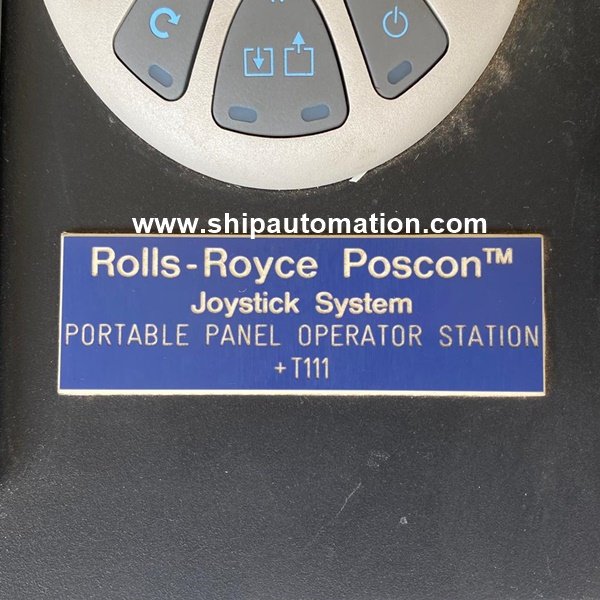 www.shipautomation.com
Rolls-Royce Poscon™
Joystick System
PORTABLE PANEL OPERATOR STATION
+T111